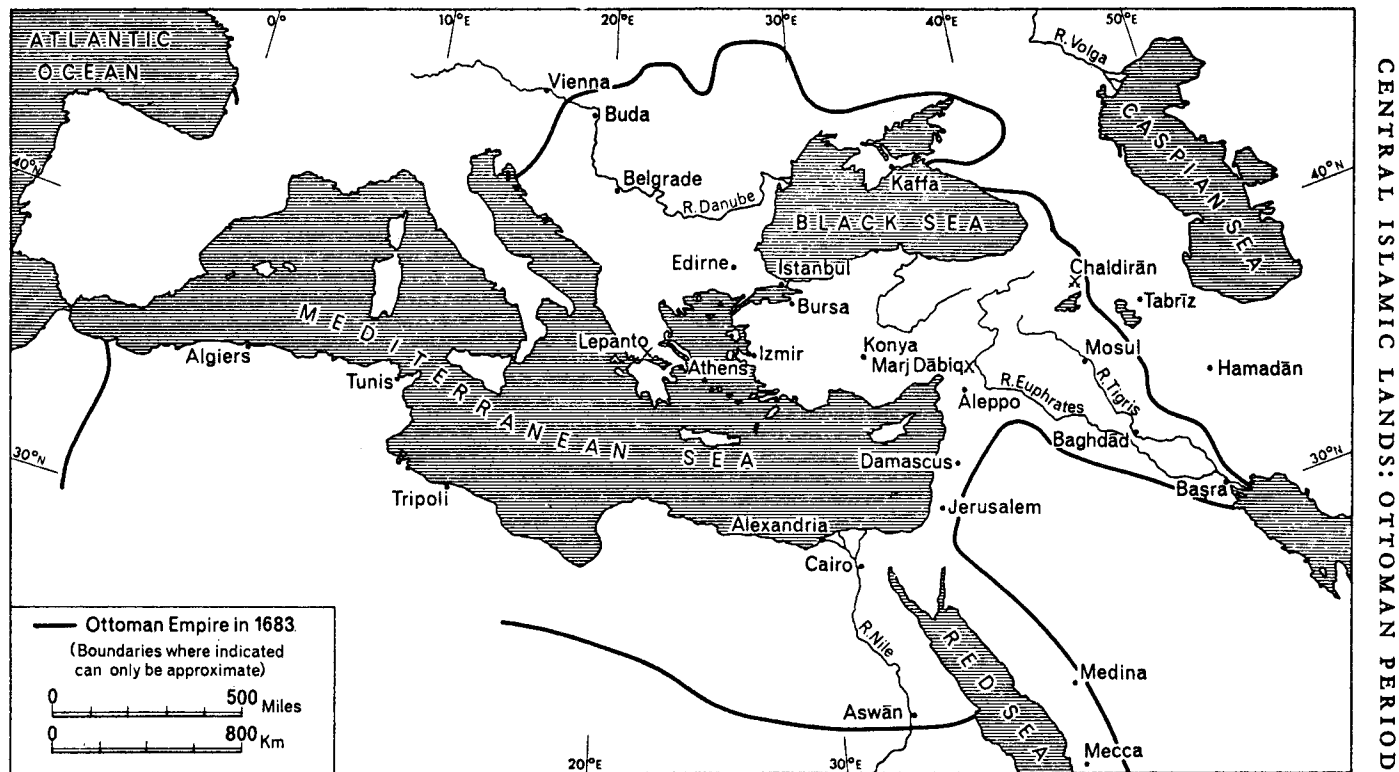 0°
10°E
20°E
30°E
40°E
50°E
ATLANTIC
OCEAN
R. Volga
Vienna
Buda
CASPIAN SEA
40°N
Belgrade
R. Danube
Kaffa
40°N
BLACK SEA
Edirne
Istanbul
Chaldirān
Bursa
Tabrīz
MEDITERRANEAN SEA
Lepanto
Izmir
Konya
Mosul
Algiers
Athens
Marj Dābiq
Hamadān
Tunis
R. Euphrates
R. Tigris
Aleppo
Baghdād
30°N
Damascus
30°N
Tripoli
Basra
Jerusalem
Alexandria
Cairo
R. Nile
RED SEA
Medina
Aswān
Mecca
20°E
30°E
Ottoman Empire in 1683.
(Boundaries where indicated
can only be approximate)
0 500 Miles
0 800 Km
CENTRAL ISLAMIC LANDS: OTTOMAN PERIOD